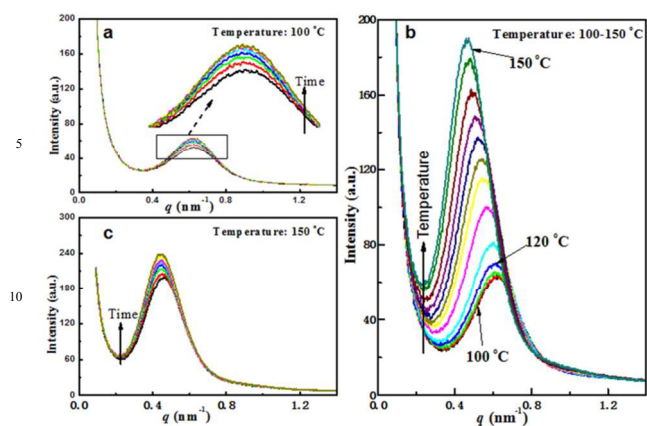 5
10
a
Temperature: 100 °C
Intensity (a.u.)
200
160
120
80
40
0
Time
0.0 0.4 -1 0.8 1.2
q (nm-1)
c
Temperature: 150 °C
Intensity (a.u.)
300
240
180
120
60
0
Time
0.0 0.4 0.8 1.2
q (nm-1)
b
Temperature: 100-150 °C
Intensity (a.u.)
200
160
120
80
40
0
150 °C
Temperature
120 °C
100 °C
0.0 0.4 0.8 1.2
q (nm-1)